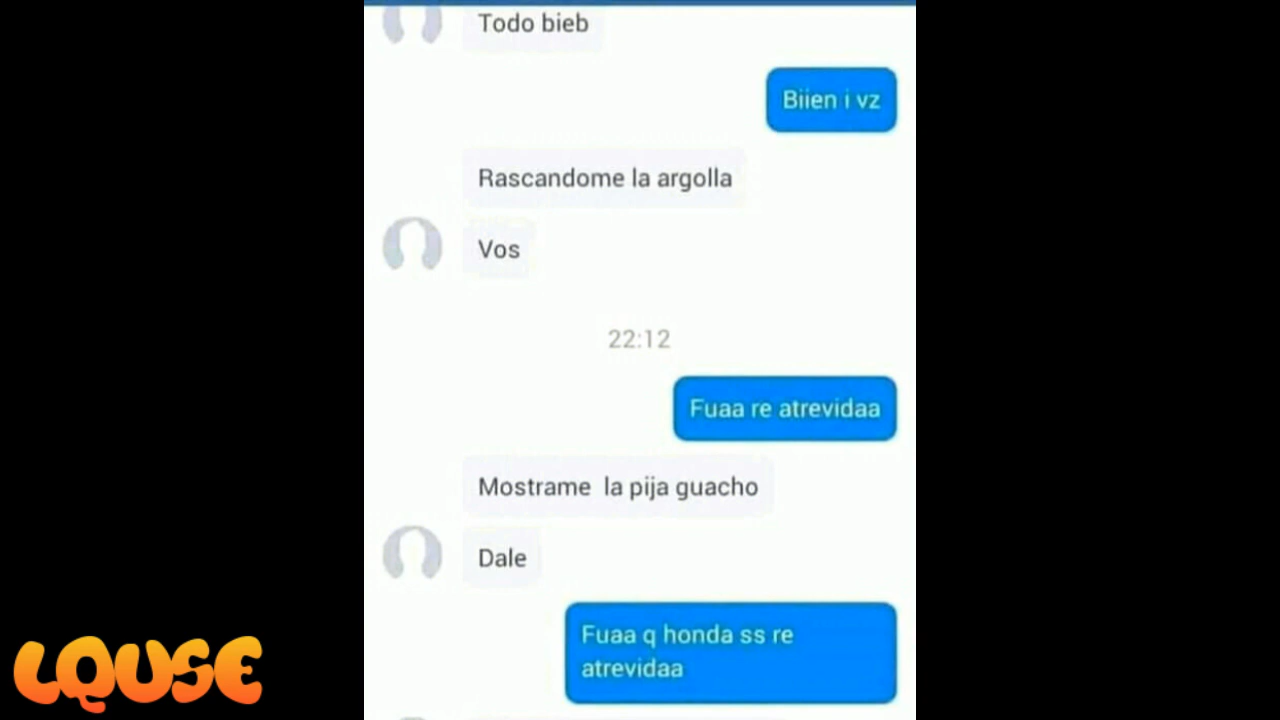 Todo bieb
Biien i vz
Rascandome la argolla
Vos
22:12
Fuaa re atrevidaa
Mostrame la pija guacho
Dale
Fuaa q honda ss re
atrevidaa
LQUSE